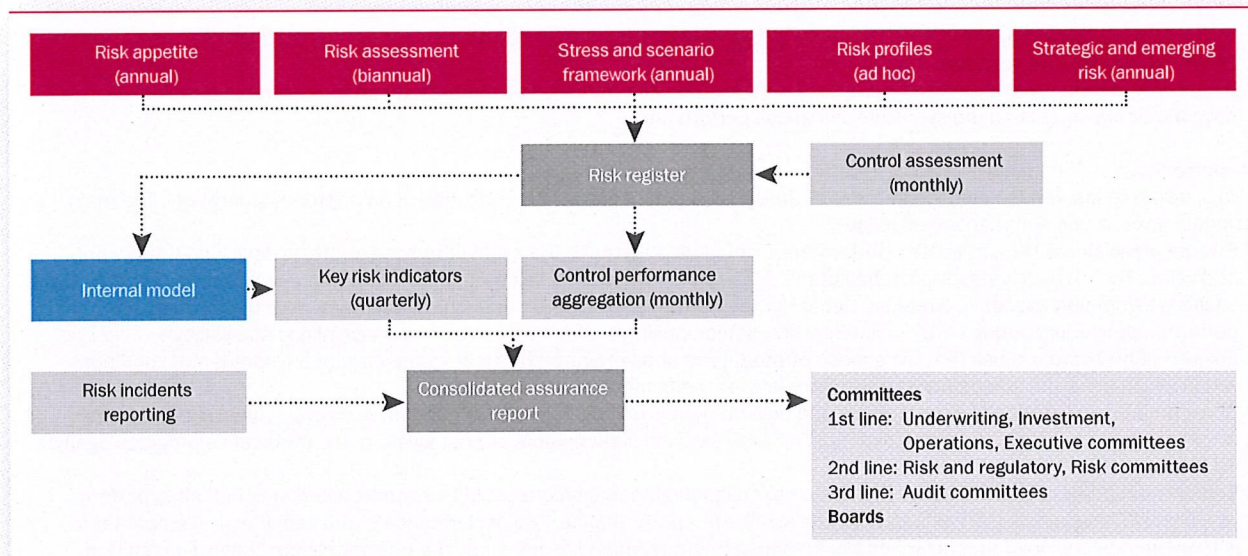 Risk appetite
(annual)
Risk assessment
(biannual)
Stress and scenario
framework (annual)
Risk profiles
(ad hoc)
Strategic and emerging
risk (annual)
Risk register
Control assessment
(monthly)
Internal model
Key risk indicators
(quarterly)
Control performance
aggregation (monthly)
Risk incidents
reporting
Consolidated assurance
report
Committees
1st line: Underwriting, Investment,
Operations, Executive committees
2nd line: Risk and regulatory, Risk committees
3rd line: Audit committees
Boards